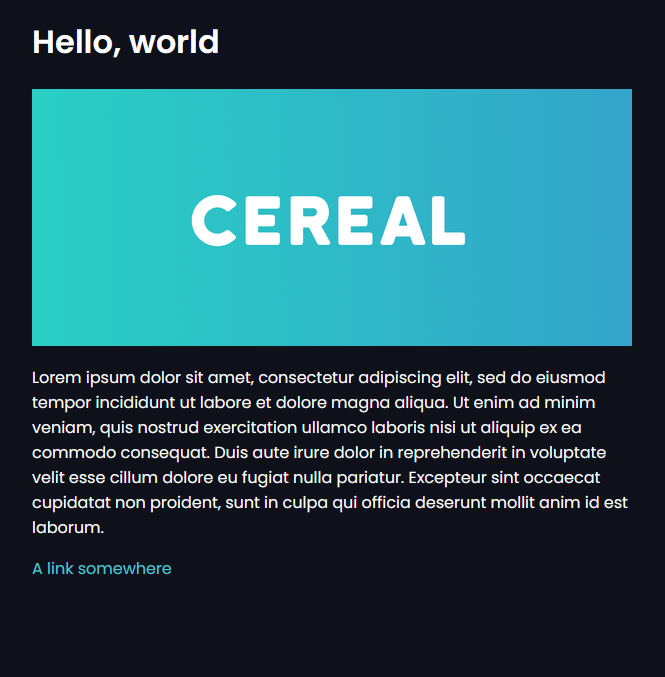 Hello, world
CEREAL
Lorem ipsum dolor sit amet, consectetur adipiscing elit, sed do eiusmod
tempor incididunt ut labore et dolore magna aliqua. Ut enim ad minim
veniam, quis nostrud exercitation ullamco laboris nisi ut aliquip ex ea
commodo consequat. Duis aute irure dolor in reprehenderit in voluptate
velit esse cillum dolore eu fugiat nulla pariatur. Excepteur sint occaecat
cupidatat non proident, sunt in culpa qui officia deserunt mollit anim id est
laborum.
A link somewhere